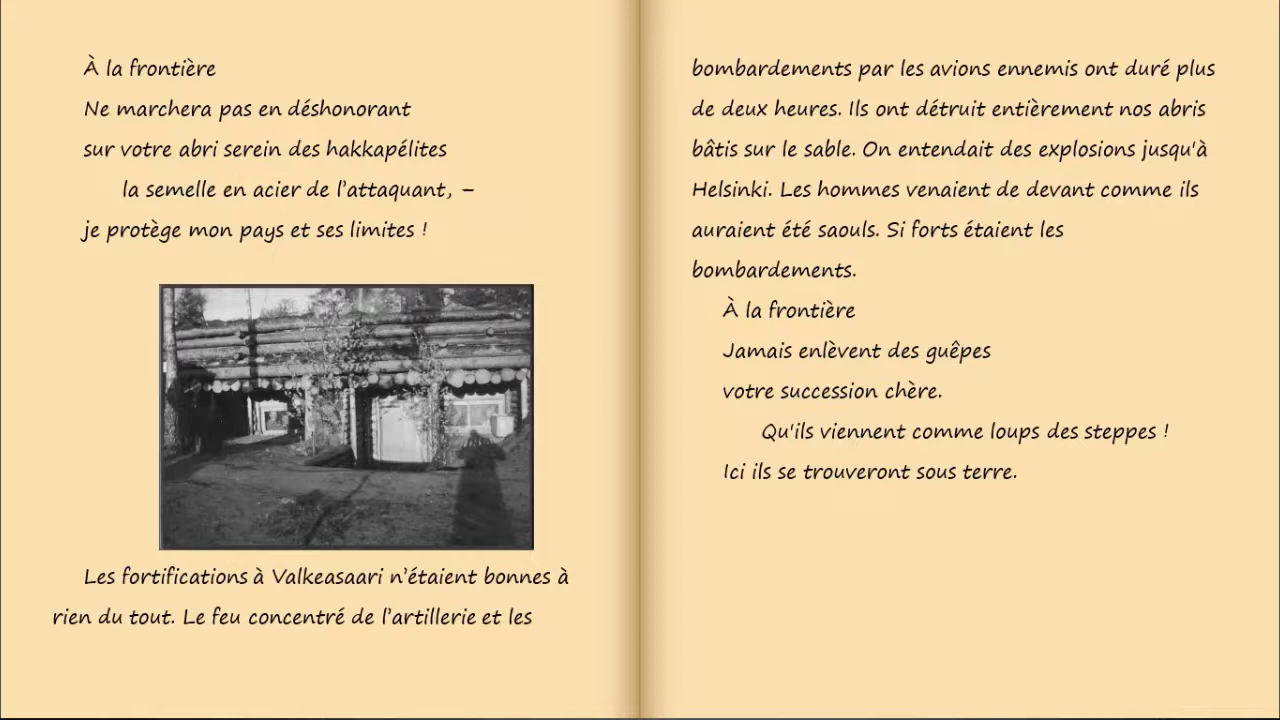 À la frontière
Ne marchera pas en déshonorant
sur votre abri serein des hakkapélites
la semelle en acier de l’attaquant, –
je protège mon pays et ses limites !
Les fortifications à Valkeasaari n’étaient bonnes à
rien du tout. Le feu concentré de l’artillerie et les
bombardements par les avions ennemis ont duré plus
de deux heures. Ils ont détruit entièrement nos abris
bâtis sur le sable. On entendait des explosions jusqu'à
Helsinki. Les hommes venaient de devant comme ils
auraient été saouls. Si forts étaient les
bombardements.
À la frontière
Jamais enlèvent des guêpes
votre succession chère.
Qu'ils viennent comme loups des steppes !
Ici ils se trouveront sous terre.